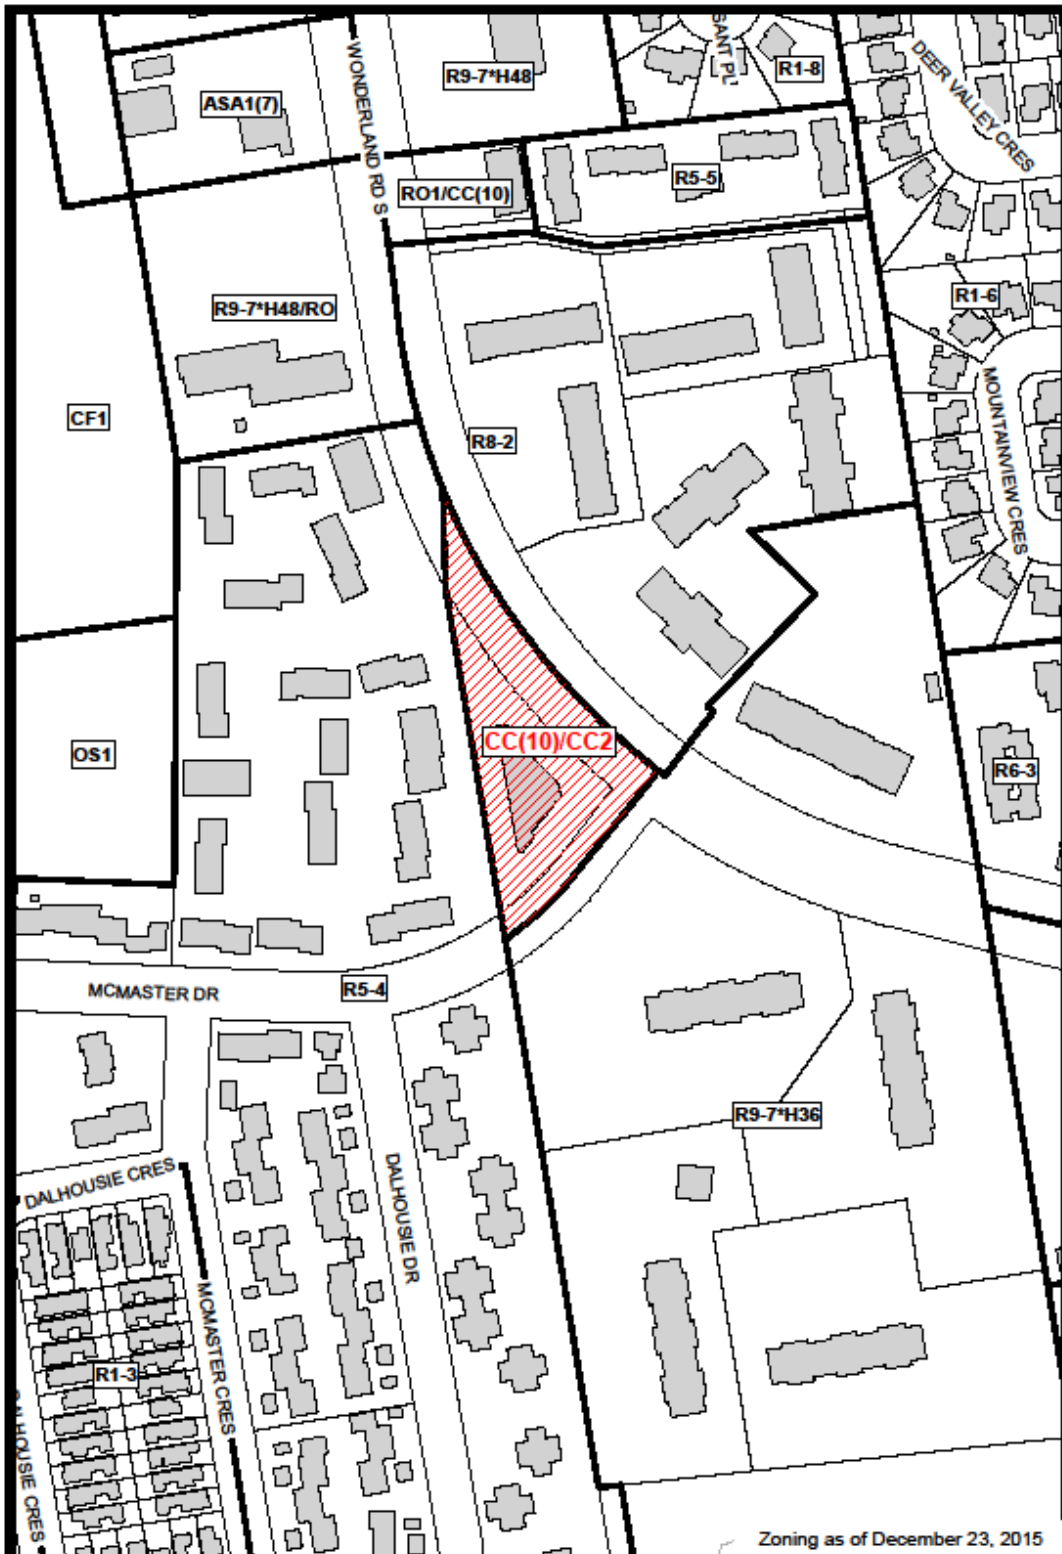 SANT PL
R1-8
R9-7*H48
ASA1(7)
WONDERLAND RD S
DEER VALLEY CRES
RO1/CC(10)
R5-5
R9-7*H48/RO
R1-6
CF1
R8-2
MOUNTAINVIEW CRES
CC(10)/CC2
OS1
R6-3
MCMASTER DR
R5-4
R9-7*H36
DALHOUSIE CRES
DALHOUSIE DR
MCMASTER CRES
R1-3
DALHOUSIE CRES
Zoning as of December 23, 2015